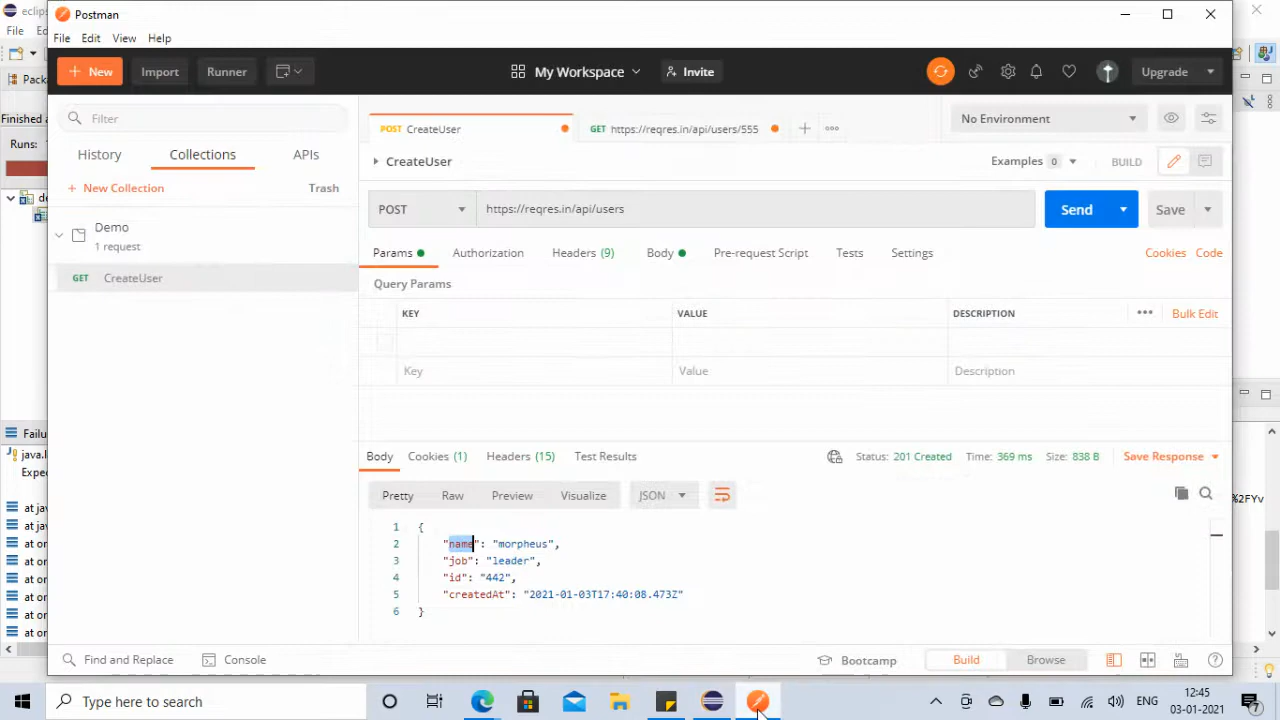 eclips
Postman
File
File Edit View Help
New Import Runner My Workspace Invite Upgrade
Pack
Finished a
Runs:
Filter
History Collections APIs
New Collection Trash
Demo
1 request
GET CreateUser
POST CreateUser GET https://reqres.in/api/users/555 No Environment
CreateUser Examples 0 BUILD
POST https://reqres.in/api/users Send Save
Params Authorization Headers (9) Body Pre-request Script Tests Settings Cookies Code
Query Params
KEY VALUE DESCRIPTION Bulk Edit
Key Value Description
Failu
java.l
Expe
at jav
at jav
at or
at or
at or
at or
at or
at or
Body Cookies (1) Headers (15) Test Results Status: 201 Created Time: 369 ms Size: 838 B Save Response
Pretty Raw Preview Visualize JSON
1 {
2 "name": "morpheus",
3 "job": "leader",
4 "id": "442",
5 "createdAt": "2021-01-03T17:40:08.473Z"
6 }
%2FYv
Find and Replace Console Bootcamp Build Browse
Type here to search ENG 12:45
03-01-2021
7